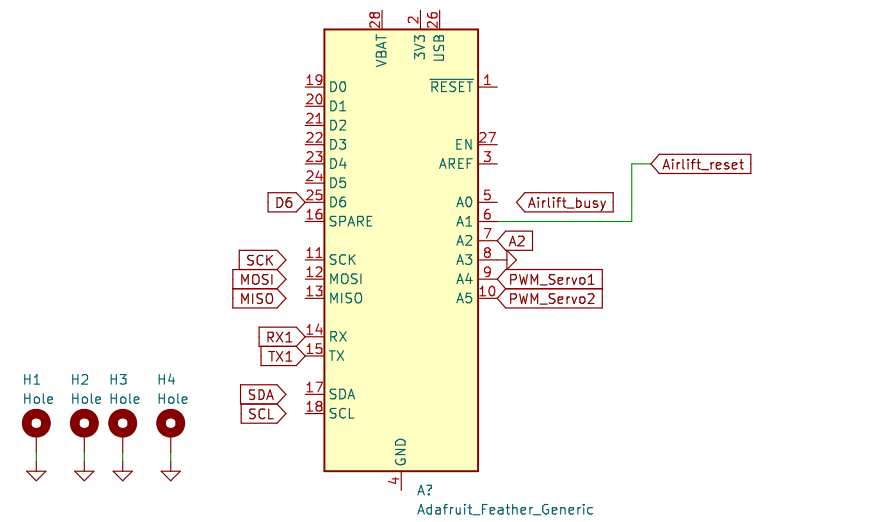 28 2 26
VBAT 3V3 USB
19 D0 RESET 1
20 D1
21 D2
22 D3 EN 27
23 D4 AREF 3 Airlift_reset
24 D5
D6 25 D6 A0 5 Airlift_busy
16 SPARE A1 6
A2 7 A2
SCK 11 SCK A3 8
MOSI 12 MOSI A4 9 PWM_Servo1
MISO 13 MISO A5 10 PWM_Servo2
RX1 14 RX
TX1 15 TX
H1 H2 H3 H4
Hole Hole Hole Hole
SDA 17 SDA
SCL 18 SCL
GND
4
A?
Adafruit_Feather_Generic